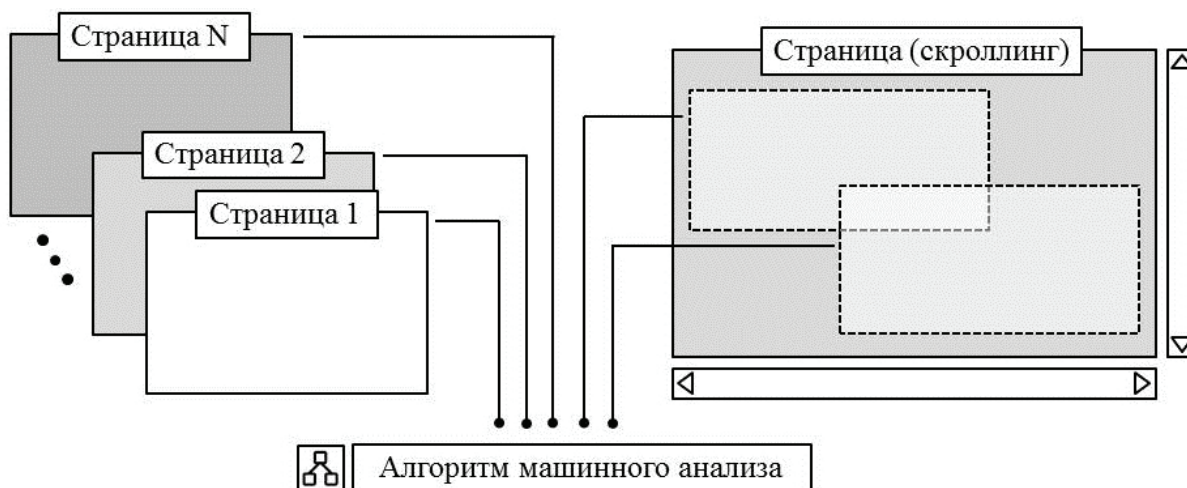 Страница N
Страница 2
Страница 1
Страница (скроллинг)
Алгоритм машинного анализа